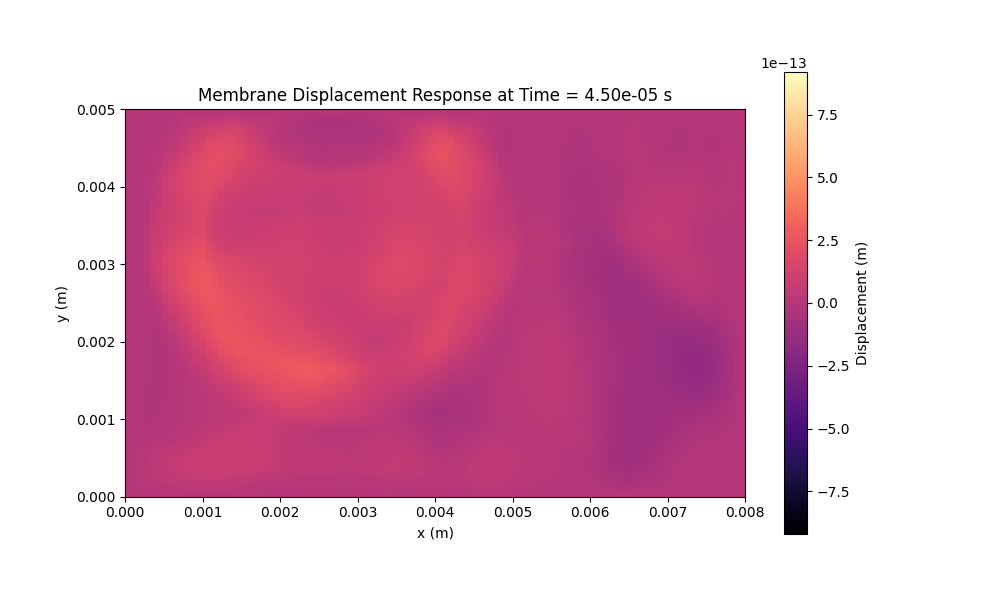 1e−13
Membrane Displacement Response at Time = 4.50e-05 s
0.005
0.004
0.003
0.002
0.001
0.000
y (m)
0.000 0.001 0.002 0.003 0.004 0.005 0.006 0.007 0.008
x (m)
7.5
5.0
2.5
0.0
−2.5
−5.0
−7.5
Displacement (m)